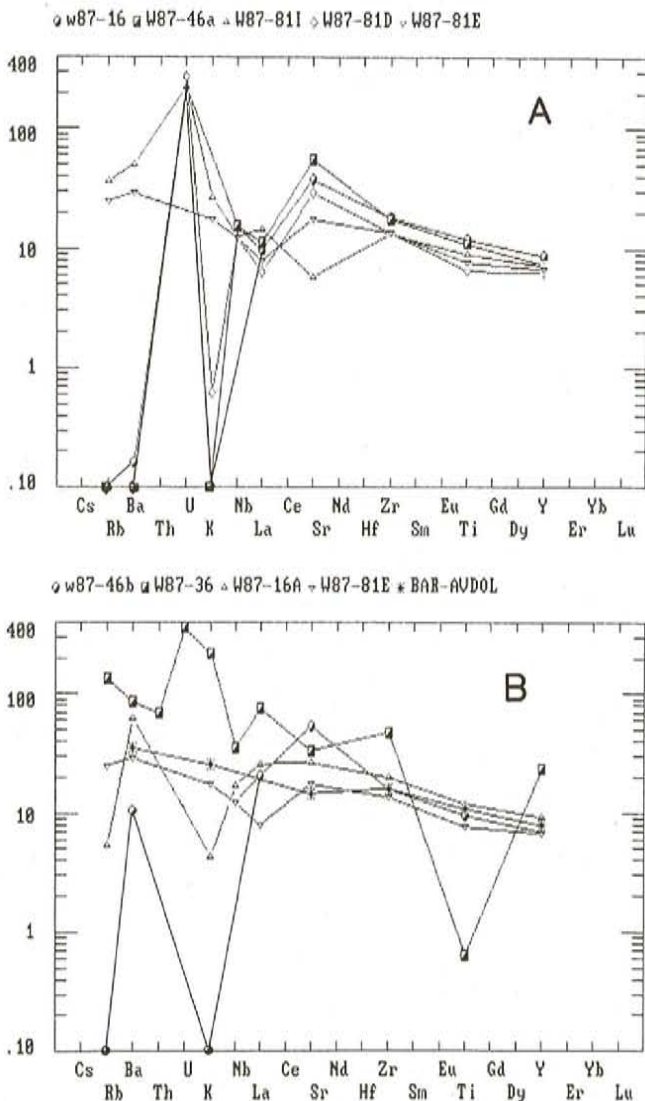 w87-16 W87-46a W87-81I W87-81D W87-81E
400
A
100
10
1
.10
Cs Ba U Nb Ce Nd Zr Eu Gd Y Yb
Rb Th K La Sr Hf Sm Ti Dy Er Lu
w87-46b W87-36 W87-16A W87-81E BAR-AVDOL
400
B
100
10
1
.10
Cs Ba U Nb Ce Nd Zr Eu Gd Y Yb
Rb Th K La Sr Hf Sm Ti Dy Er Lu